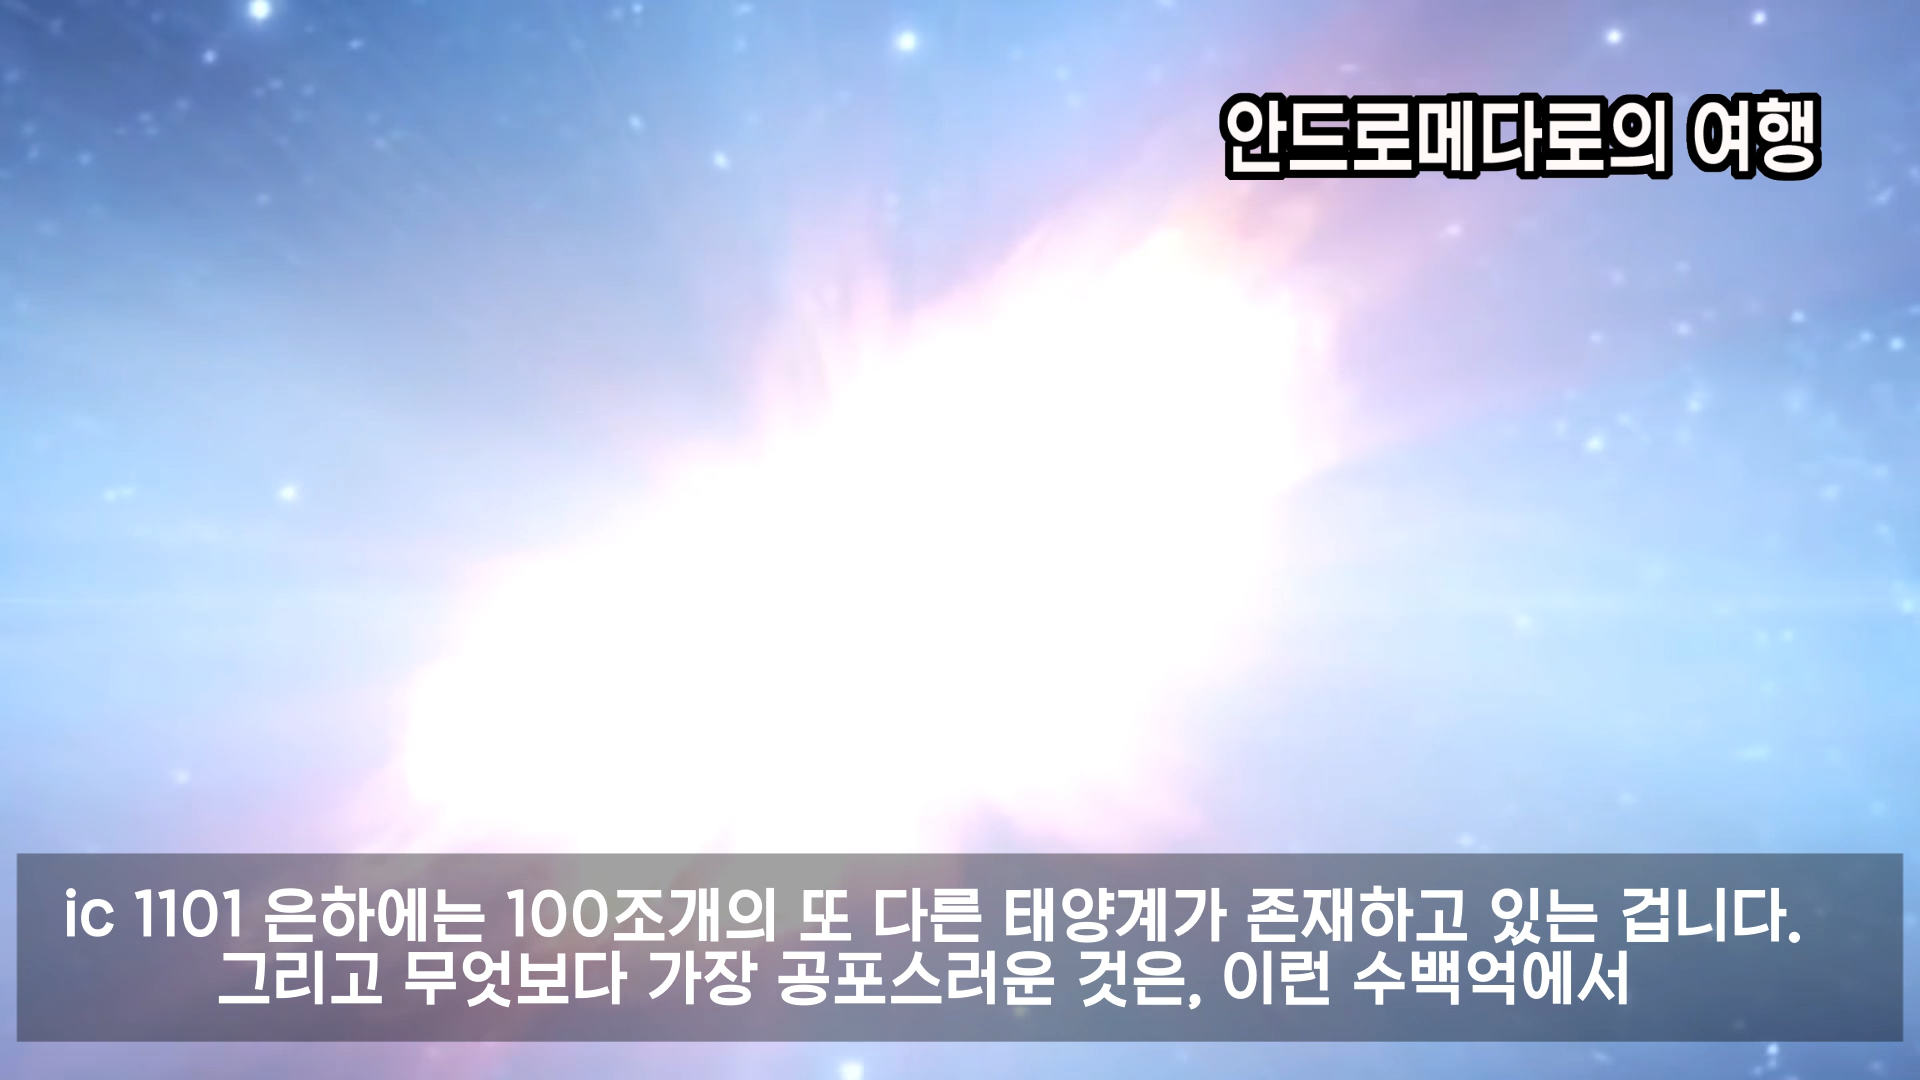 안드로메다로의 여행
ic 1101 은하에는 100조개의 또 다른 태양계가 존재하고 있는 겁니다.
그리고 무엇보다 가장 공포스러운 것은, 이런 수백억에서